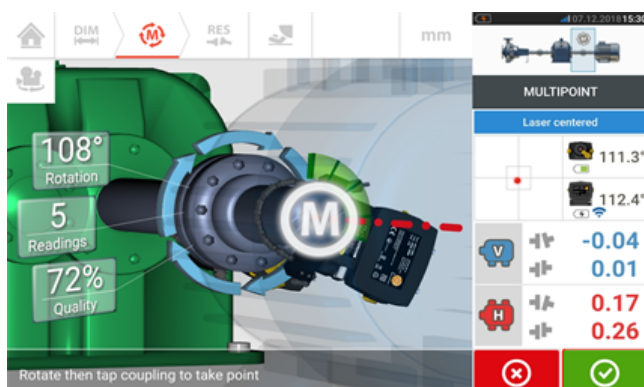 07.12.2018 15:30
DIM
M
RES
mm
MULTIPOINT
Laser centered
108°
Rotation
111.3°
5
Readings
M
112.4°
72%
Quality
V
-0.04
0.01
H
0.17
0.26
Rotate then tap coupling to take point